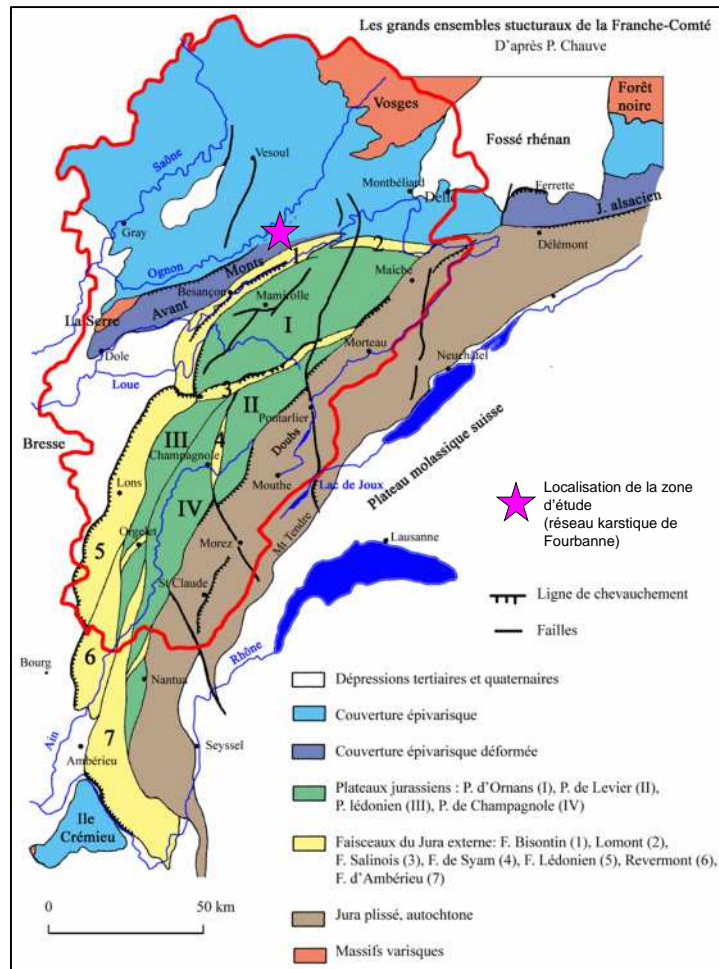 Les grands ensembles stucturaux de la Franche-Comté
D'après P. Chauve
Vosges
Forêt
noire
Fossé rhénan
Saône
Vesoul
Montbéliard
Delle
Ferrette
J. alsacien
Gray
Délémont
Ognon
Monts
1
2
Maiche
Besançon
Avant
Mamirolle
La Serre
I
Dole
Morteau
Neuchâtel
Loue
3
II
Pontarlier
Bresse
III
4
Champagnole
Doubs
Plateau molassique suisse
Lons
Mouthe
Lac de Joux
IV
Orgelet
Mt Tendre
Lausanne
5
Morez
St Claude
6
Bourg
Rhône
Nantua
Ain
7
Seyssel
Ambérieu
Ile
Crémieu
Localisation de la zone
d'étude
(réseau karstique de
Fourbanne)
Ligne de chevauchement
Failles
Dépressions tertiaires et quaternaires
Couverture épivarisque
Couverture épivarisque déformée
Plateaux jurassiens : P. d'Ornans (I), P. de Levier (II),
P. lédonien (III), P. de Champagnole (IV)
Faisceaux du Jura externe: F. Bisontin (1), Lomont (2),
F. Salinois (3), F. de Syam (4), F. Lédonien (5), Revermont (6),
F. d'Ambérieu (7)
Jura plissé, autochtone
Massifs varisques
0
50 km